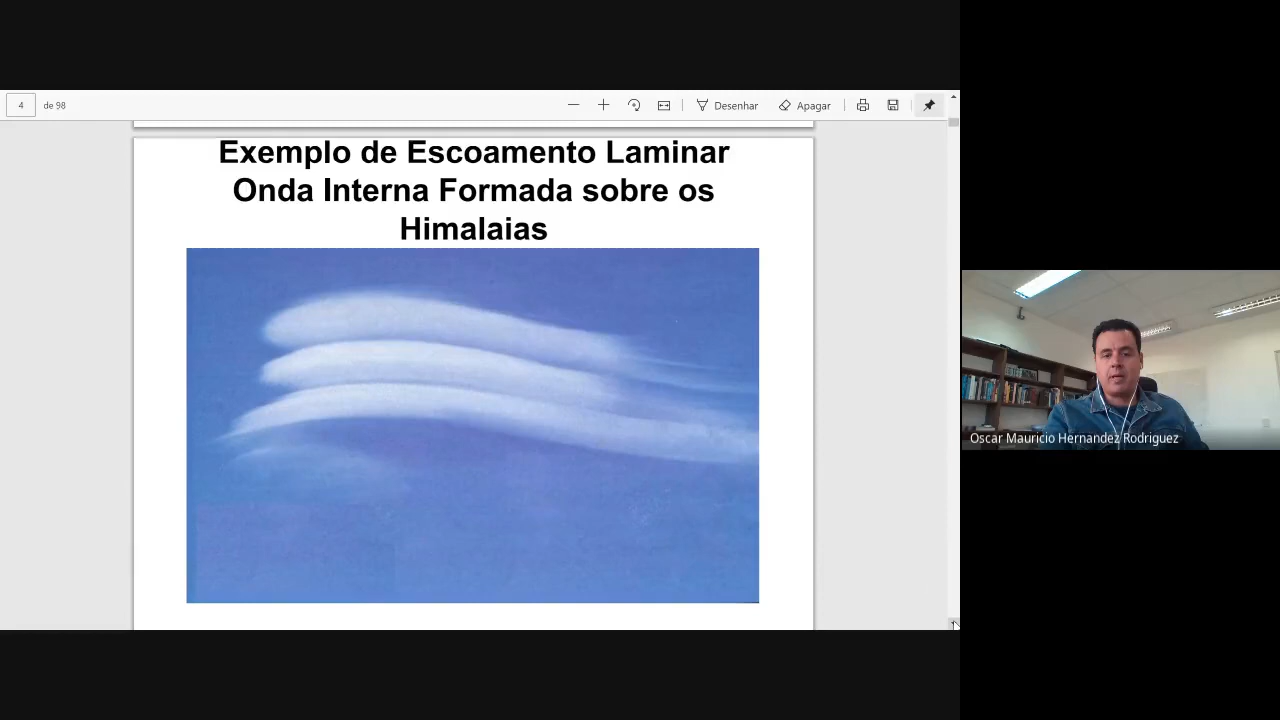 4 de 98 Desenhar Apagar
Exemplo de Escoamento Laminar
Onda Interna Formada sobre os
Himalaias
Oscar Mauricio Hernandez Rodriguez